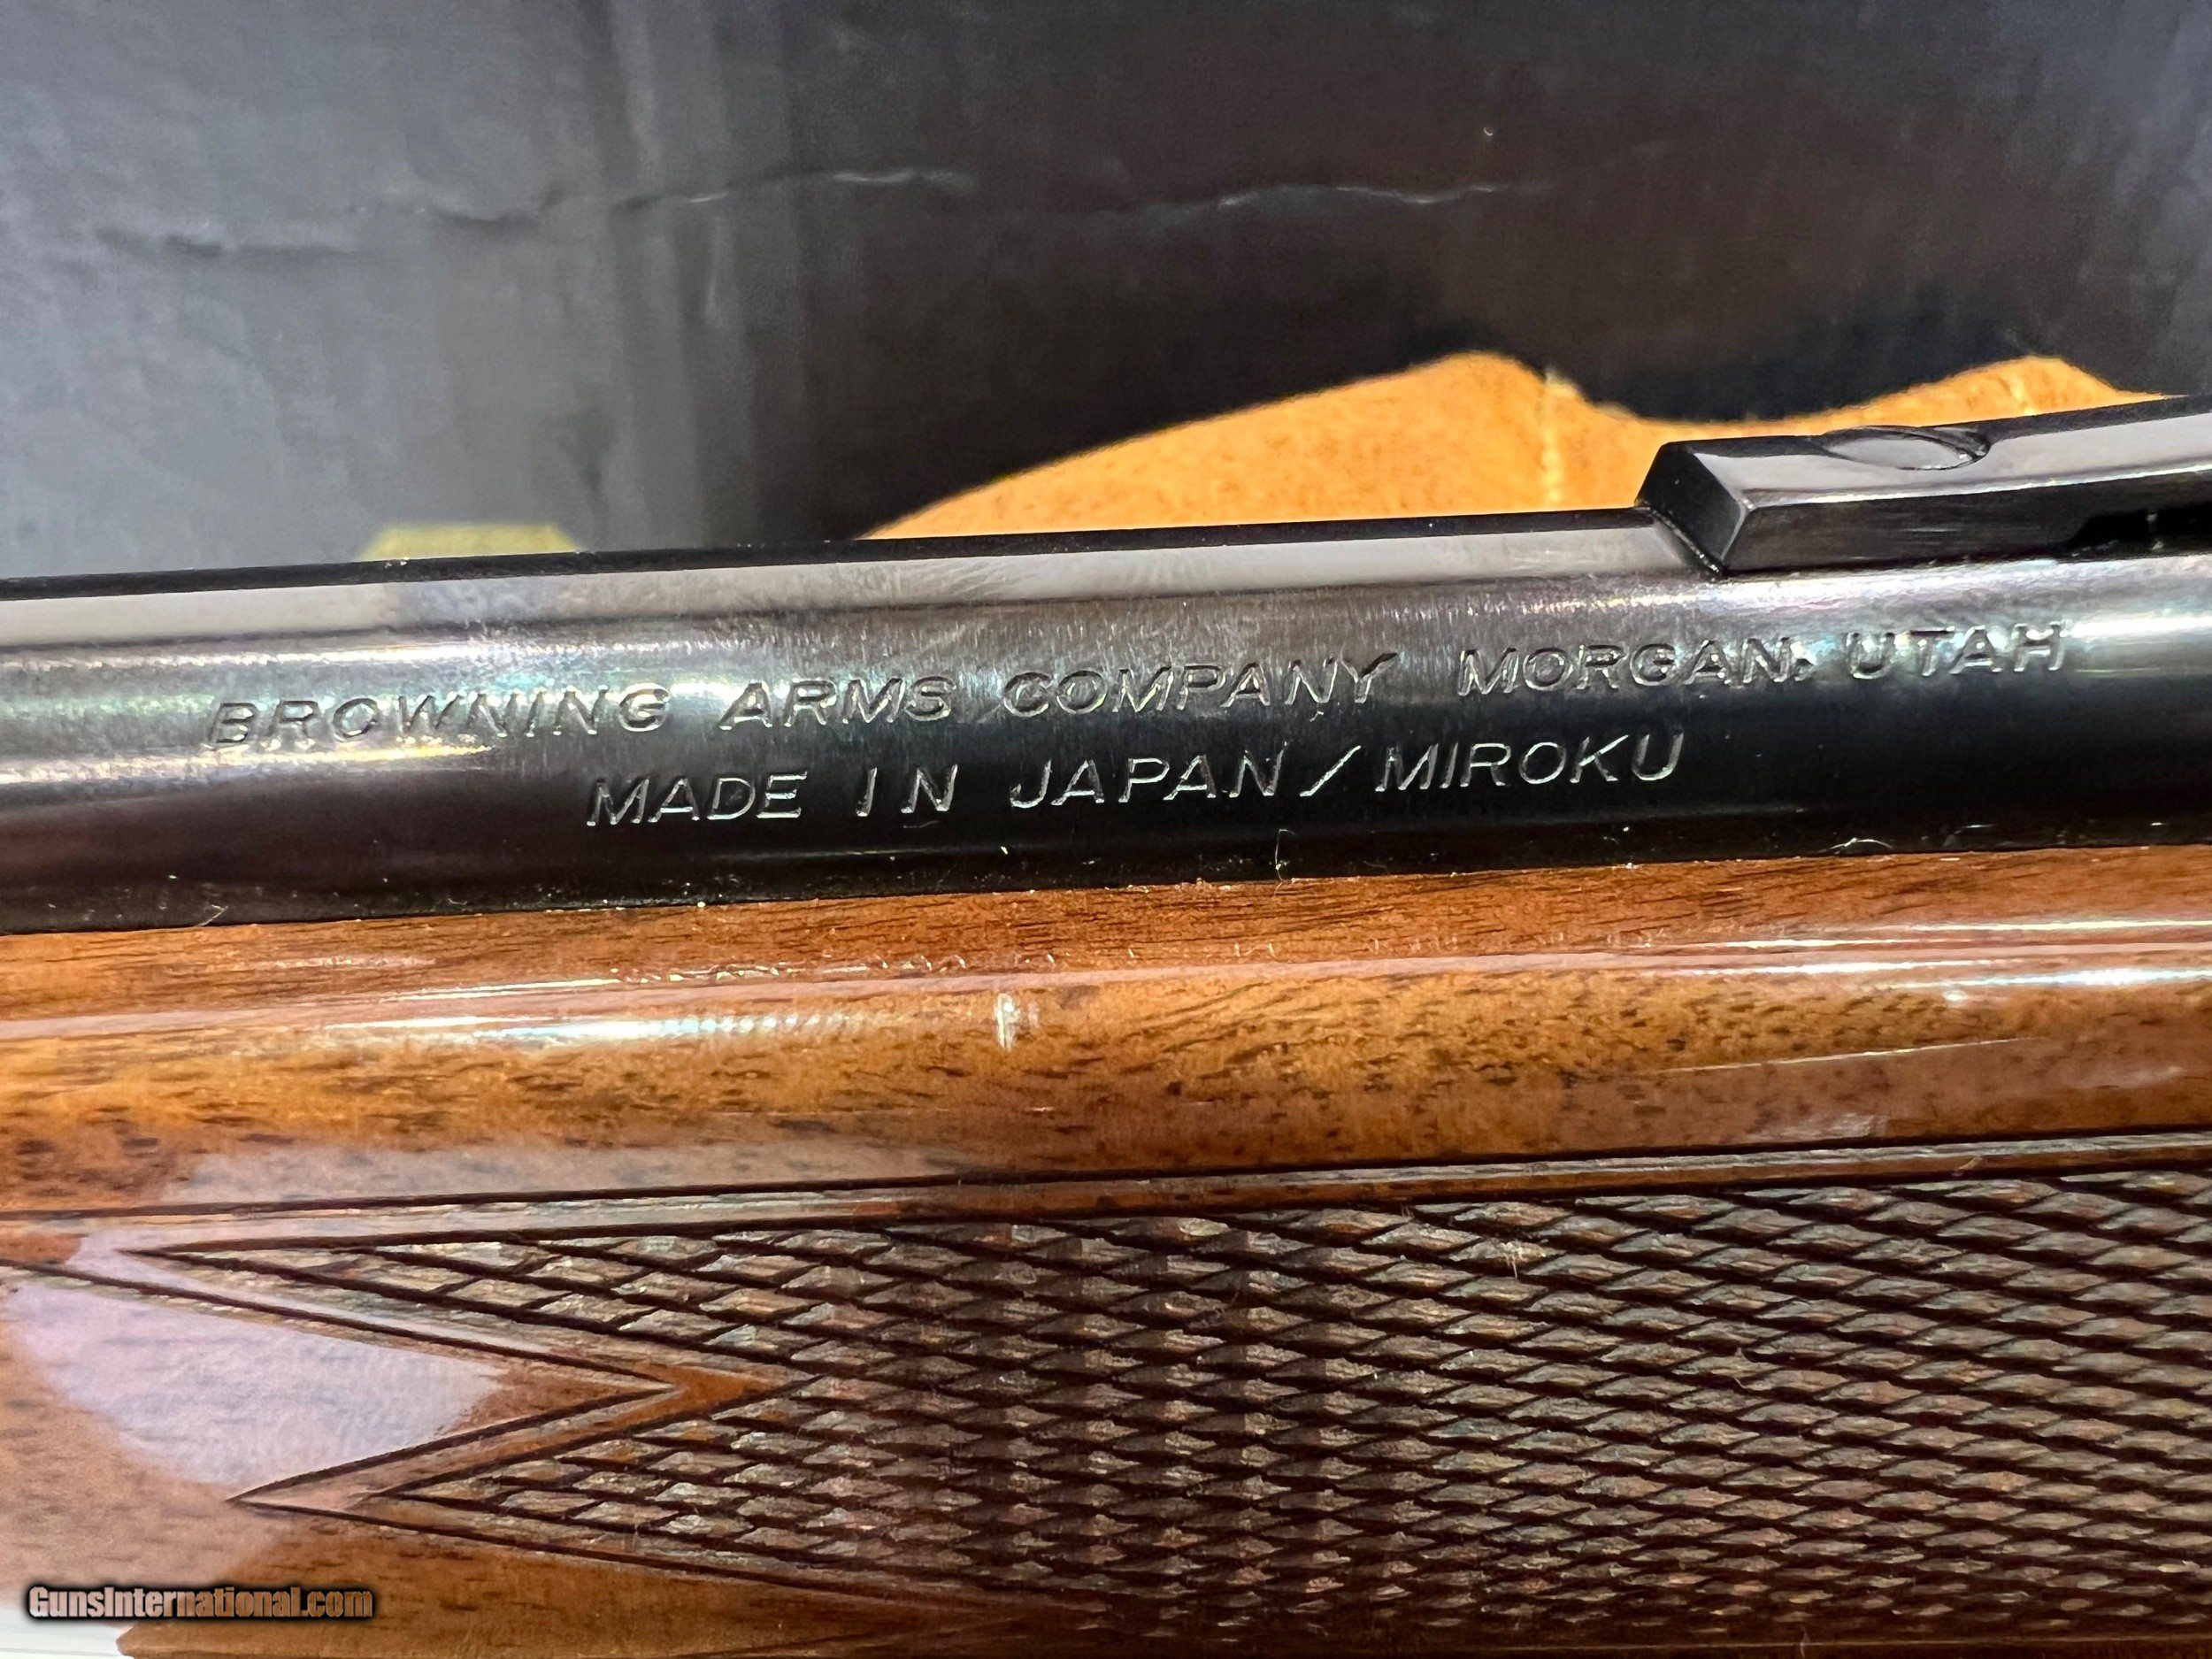 BROWNING ARMS COMPANY MORGAN, UTAH
MADE IN JAPAN/MIROKU
GunsInternational.com